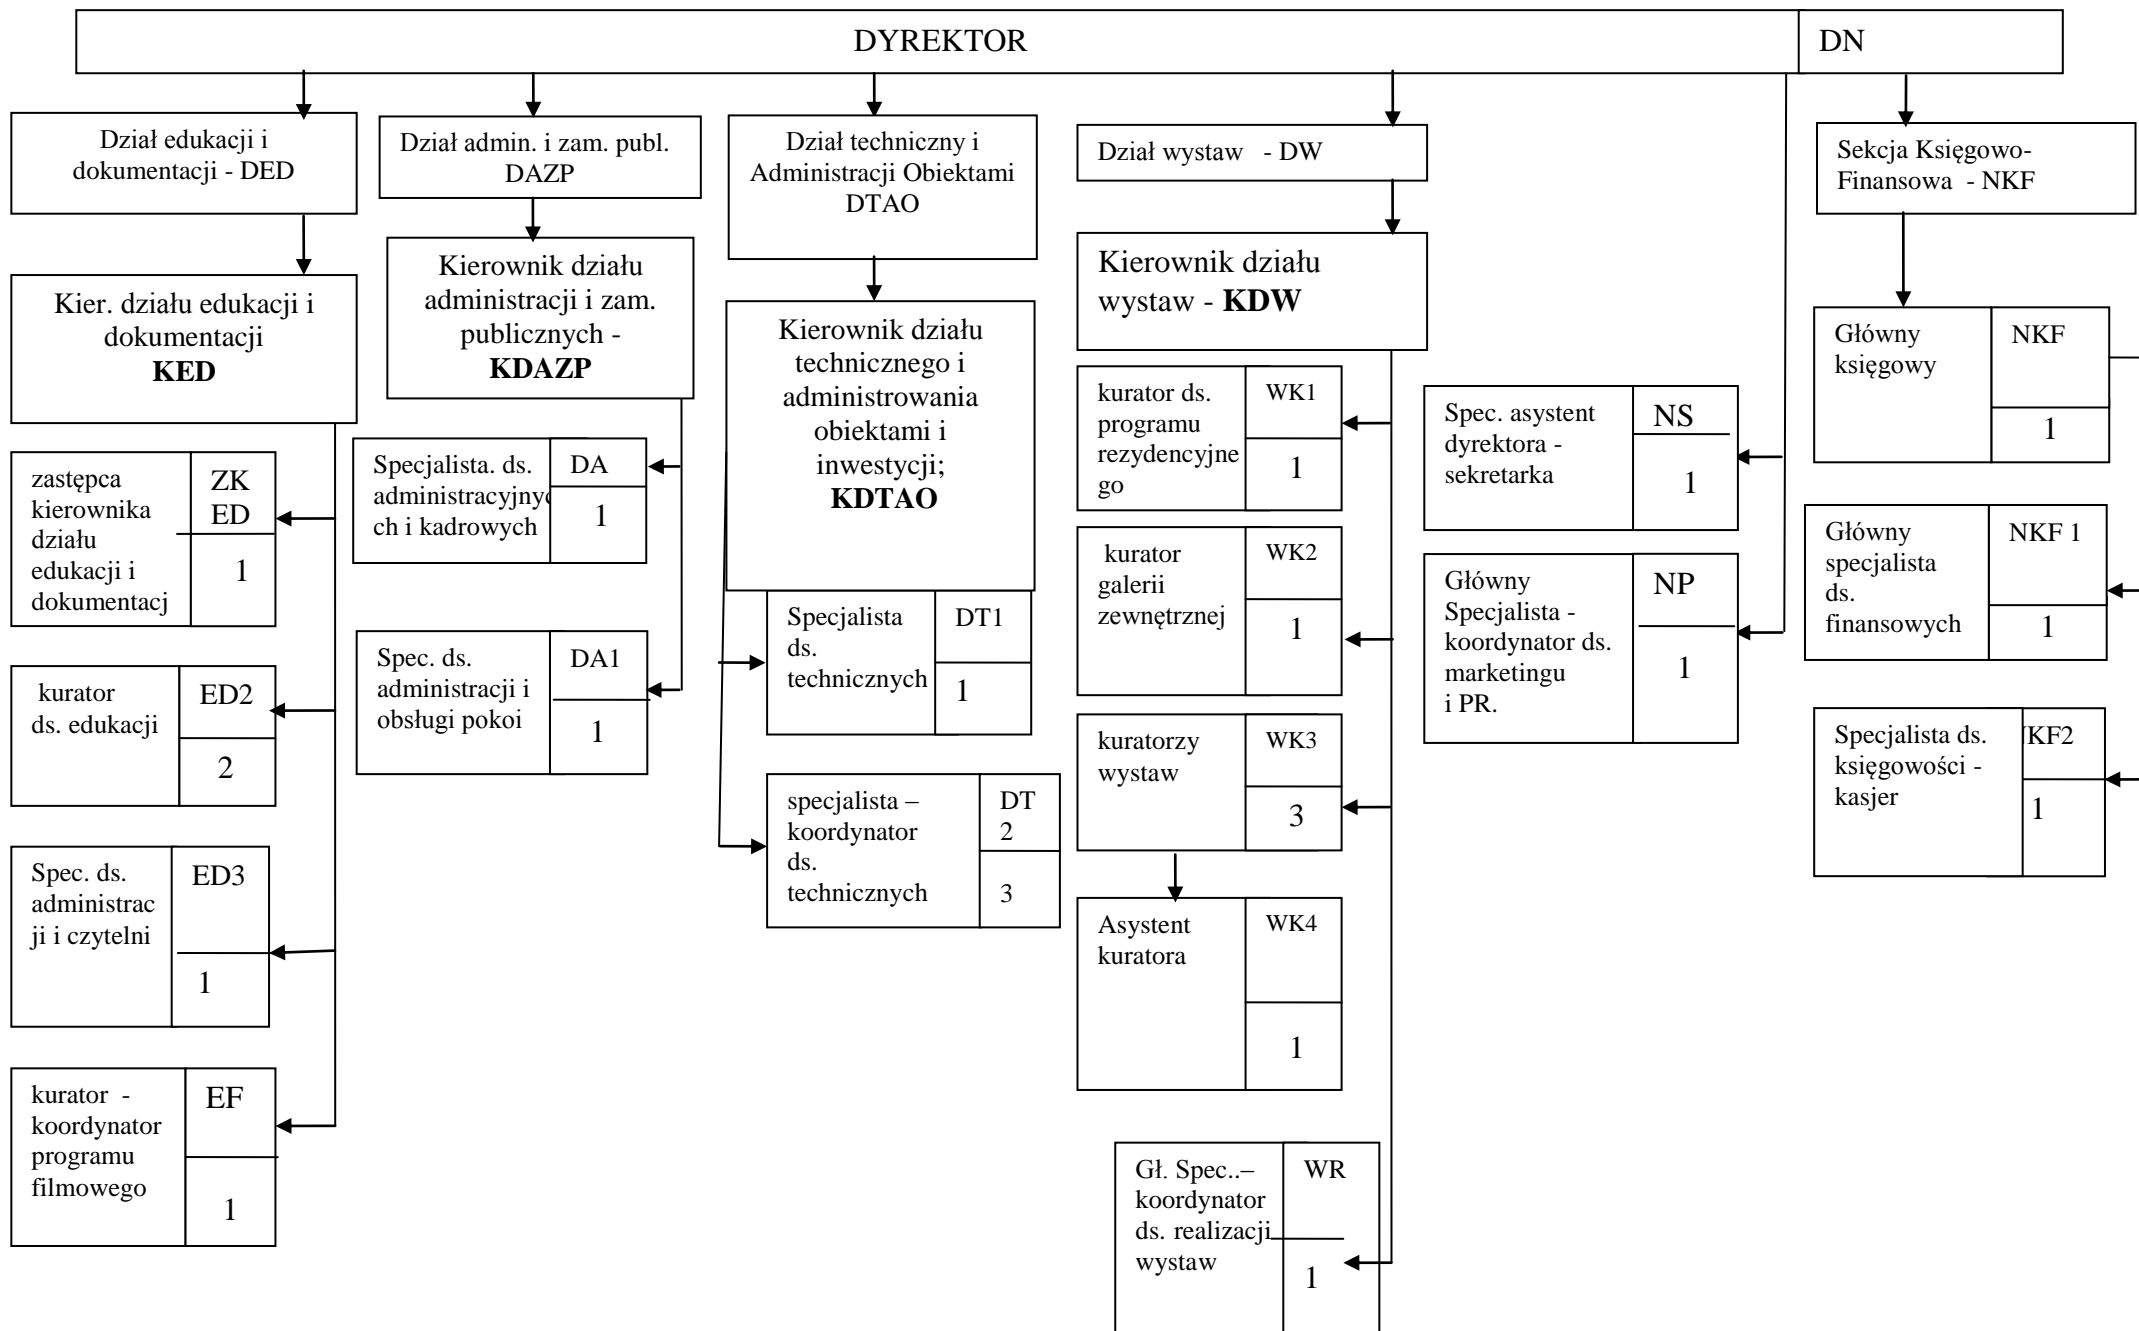 DYREKTOR
DN
Dział edukacji i
dokumentacji - DED
Dział admin. i zam. publ.
DAZP
Dział techniczny i
Administracji Obiektami
DTAO
Dział wystaw - DW
Sekcja Księgowo-
Finansowa - NKF
Kier. działu edukacji i
dokumentacji
KED
zastępca
kierownika
działu
edukacji i
dokumentacj
ZK
ED
1
kurator
ds. edukacji
ED2
2
Spec. ds.
administrac
ji i czytelni
ED3
1
kurator -
koordynator
programu
filmowego
EF
1
Kierownik działu
administracji i zam.
publicznych -
KDAZP
Specjalista. ds.
administracyjnyc
ch i kadrowych
DA
1
Spec. ds.
administracji i
obsługi pokoi
DA1
1
Kierownik działu
technicznego i
administrowania
obiektami i
inwestycji;
KDTAO
Specjalista
ds.
technicznych
DT1
1
specjalista –
koordynator
ds.
technicznych
DT
2
3
Kierownik działu
wystaw - KDW
kurator ds.
programu
rezydencyjne
go
WK1
1
kurator
galerii
zewnętrznej
WK2
1
kuratorzy
wystaw
WK3
3
Asystent
kuratora
WK4
1
Gł. Spec..–
koordynator
ds. realizacji
wystaw
WR
1
Spec. asystent
dyrektora -
sekretarka
NS
1
Główny
Specjalista -
koordynator ds.
marketingu
i PR.
NP
1
Główny
księgowy
NKF
1
Główny
specjalista
ds.
finansowych
NKF 1
1
Specjalista ds.
księgowości -
kasjer
KF2
1